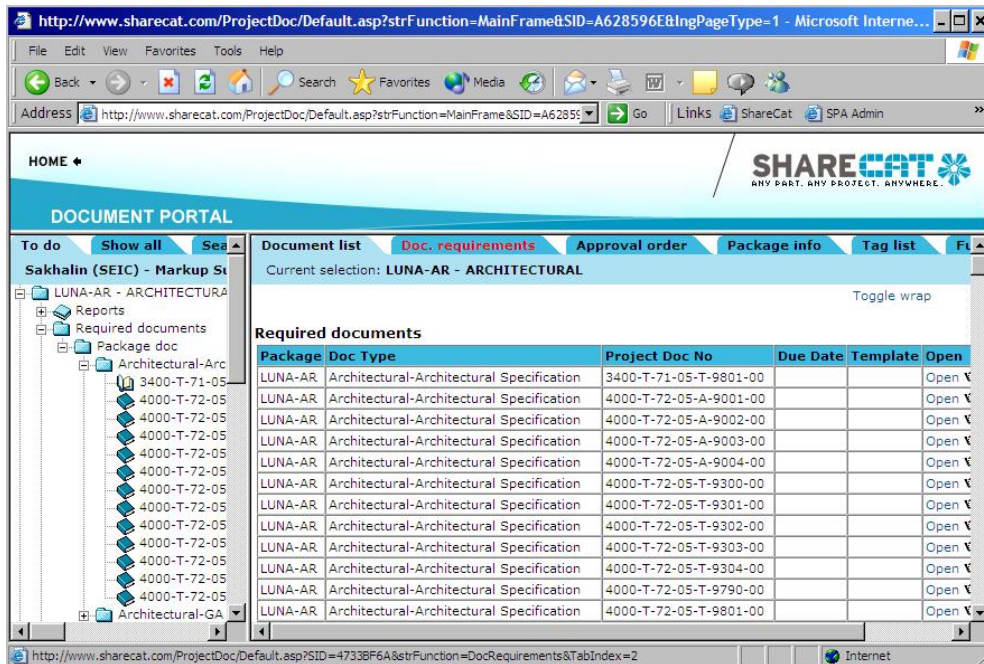 http://www.sharecat.com/ProjectDoc/Default.asp?strFunction=MainFrame&SID=A628596E&lngPageType=1 - Microsoft Interne...
File Edit View Favorites Tools Help
Back Search Favorites Media
Address http://www.sharecat.com/ProjectDoc/Default.asp?strFunction=MainFrame&SID=A6285 Go Links ShareCat SPA Admin »
HOME
SHARECAT
ANY PART. ANY PROJECT. ANYWHERE.
DOCUMENT PORTAL
To do Show all Sea Document list Doc. requirements Approval order Package info Tag list Fu
Sakhalin (SEIC) - Markup Su Current selection: LUNA-AR - ARCHITECTURAL
LUNA-AR - ARCHITECTURA
Toggle wrap
Reports
Required documents
Package doc
Architectural-Arc
3400-T-71-05
4000-T-72-05
4000-T-72-05
4000-T-72-05
4000-T-72-05
4000-T-72-05
4000-T-72-05
4000-T-72-05
4000-T-72-05
4000-T-72-05
4000-T-72-05
4000-T-72-05
Architectural-GA
Required documents
Package Doc Type Project Doc No Due Date Template Open
LUNA-AR Architectural-Architectural Specification 3400-T-71-05-T-9801-00 Open
LUNA-AR Architectural-Architectural Specification 4000-T-72-05-A-9001-00 Open
LUNA-AR Architectural-Architectural Specification 4000-T-72-05-A-9002-00 Open
LUNA-AR Architectural-Architectural Specification 4000-T-72-05-A-9003-00 Open
LUNA-AR Architectural-Architectural Specification 4000-T-72-05-A-9004-00 Open
LUNA-AR Architectural-Architectural Specification 4000-T-72-05-T-9300-00 Open
LUNA-AR Architectural-Architectural Specification 4000-T-72-05-T-9301-00 Open
LUNA-AR Architectural-Architectural Specification 4000-T-72-05-T-9302-00 Open
LUNA-AR Architectural-Architectural Specification 4000-T-72-05-T-9303-00 Open
LUNA-AR Architectural-Architectural Specification 4000-T-72-05-T-9304-00 Open
LUNA-AR Architectural-Architectural Specification 4000-T-72-05-T-9790-00 Open
LUNA-AR Architectural-Architectural Specification 4000-T-72-05-T-9801-00 Open
http://www.sharecat.com/ProjectDoc/Default.asp?SID=4733BF6A&strFunction=DocRequirements&TabIndex=2 Internet